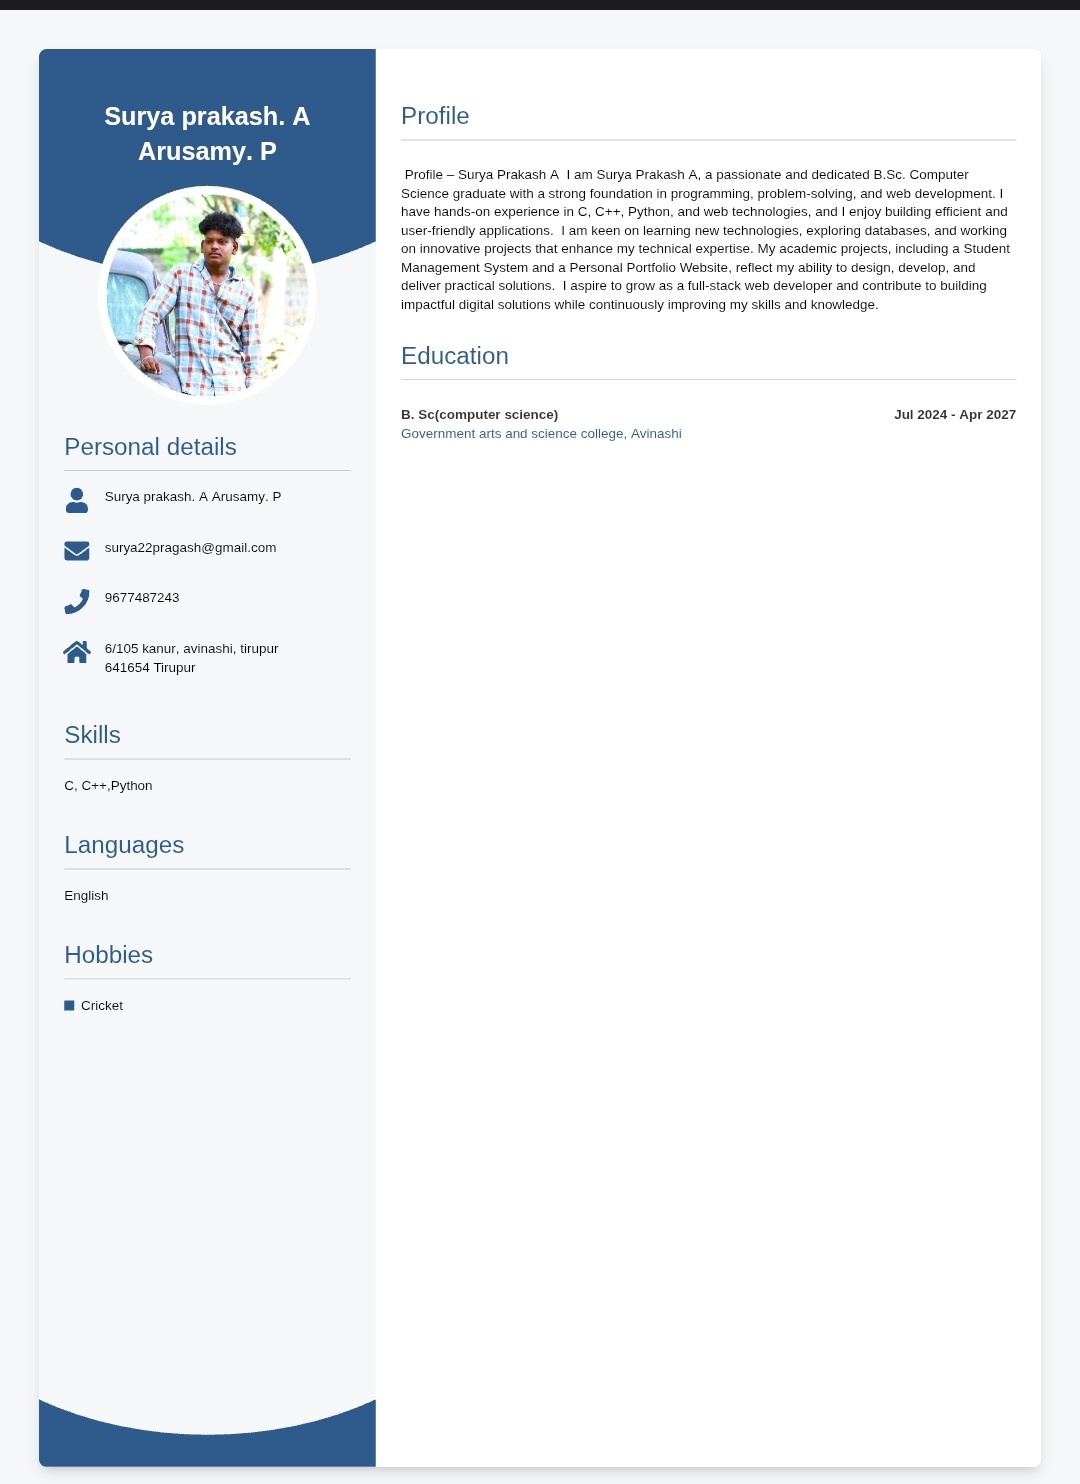 Surya prakash. A
Arusamy. P
Personal details
Surya prakash. A Arusamy. P
surya22pragash@gmail.com
9677487243
6/105 kanur, avinashi, tirupur
641654 Tirupur
Skills
C, C++,Python
Languages
English
Hobbies
Cricket
Profile
Profile – Surya Prakash A  I am Surya Prakash A, a passionate and dedicated B.Sc. Computer
Science graduate with a strong foundation in programming, problem-solving, and web development. I
have hands-on experience in C, C++, Python, and web technologies, and I enjoy building efficient and
user-friendly applications.  I am keen on learning new technologies, exploring databases, and working
on innovative projects that enhance my technical expertise. My academic projects, including a Student
Management System and a Personal Portfolio Website, reflect my ability to design, develop, and
deliver practical solutions.  I aspire to grow as a full-stack web developer and contribute to building
impactful digital solutions while continuously improving my skills and knowledge.
Education
B. Sc(computer science) Jul 2024 - Apr 2027
Government arts and science college, Avinashi